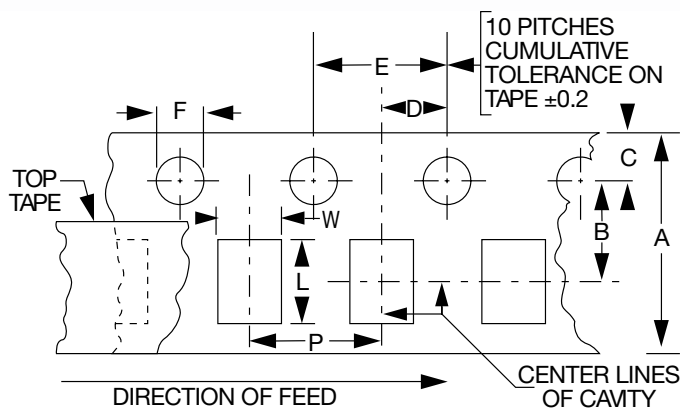 10 PITCHES
CUMULATIVE
TOLERANCE ON
TAPE ±0.2
E
F
D
C
TOP
TAPE
W
B
A
L
P
CENTER LINES
OF CAVITY
DIRECTION OF FEED